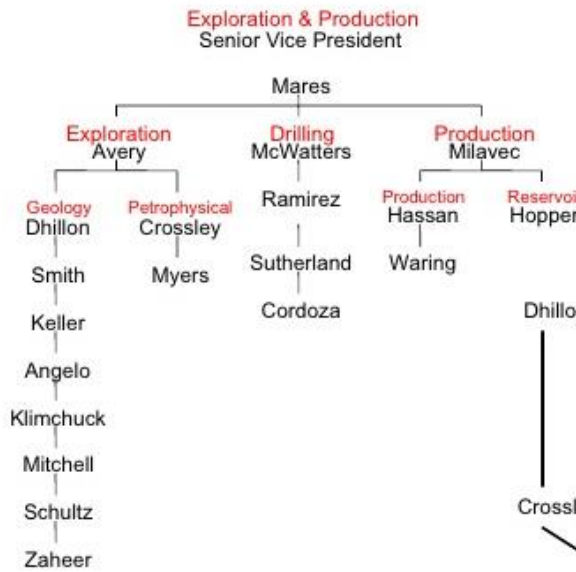 Exploration & Production
Senior Vice President
Mares
Exploration Drilling Production
Avery McWatters Milavec
Geology Petrophysical Production
Dhillon Crossley Ramirez Hassan Hopper
Smith Myers Sutherland Waring
Keller Cordoza
Angelo
Klimchuck
Mitchell
Schultz
Zaheer